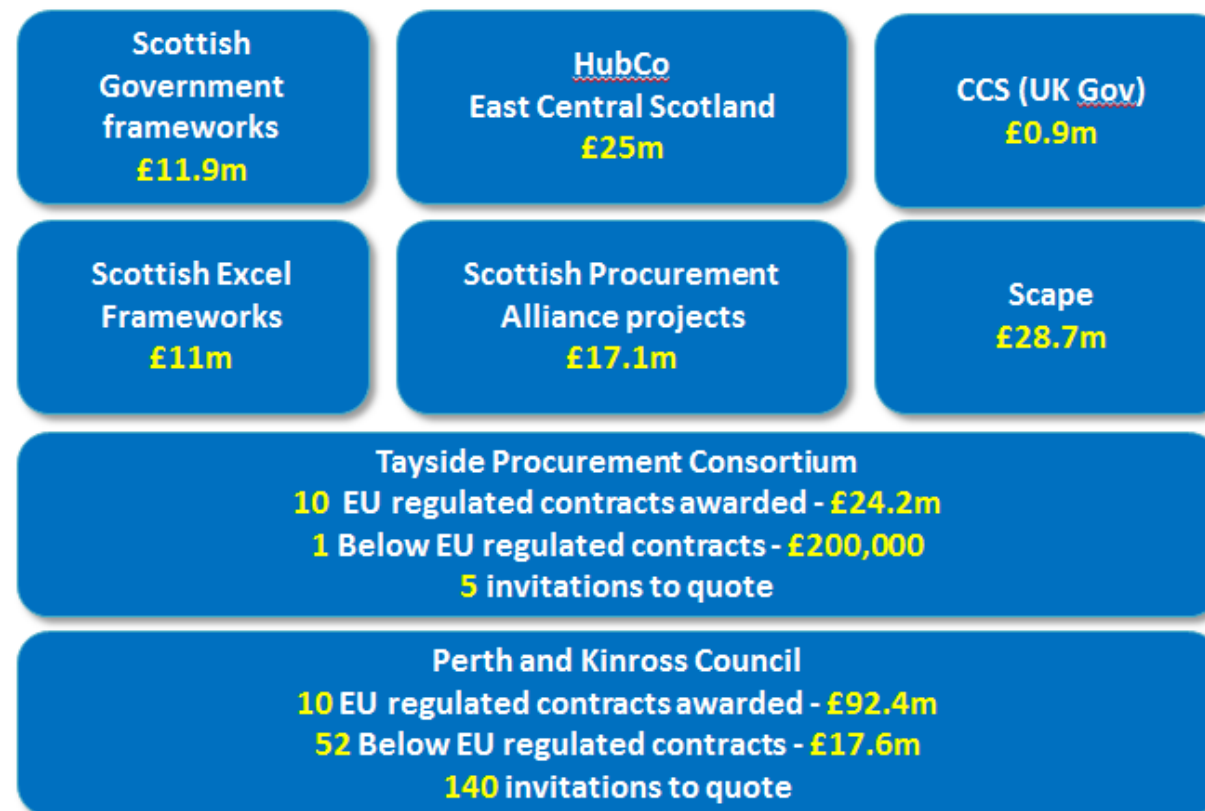 Scottish
Government
frameworks
£11.9m
HubCo
East Central Scotland
£25m
CCS (UK Gov)
£0.9m
Scottish Excel
Frameworks
£11m
Scottish Procurement
Alliance projects
£17.1m
Scape
£28.7m
Tayside Procurement Consortium
10 EU regulated contracts awarded - £24.2m
1 Below EU regulated contracts - £200,000
5 invitations to quote
Perth and Kinross Council
10 EU regulated contracts awarded - £92.4m
52 Below EU regulated contracts - £17.6m
140 invitations to quote